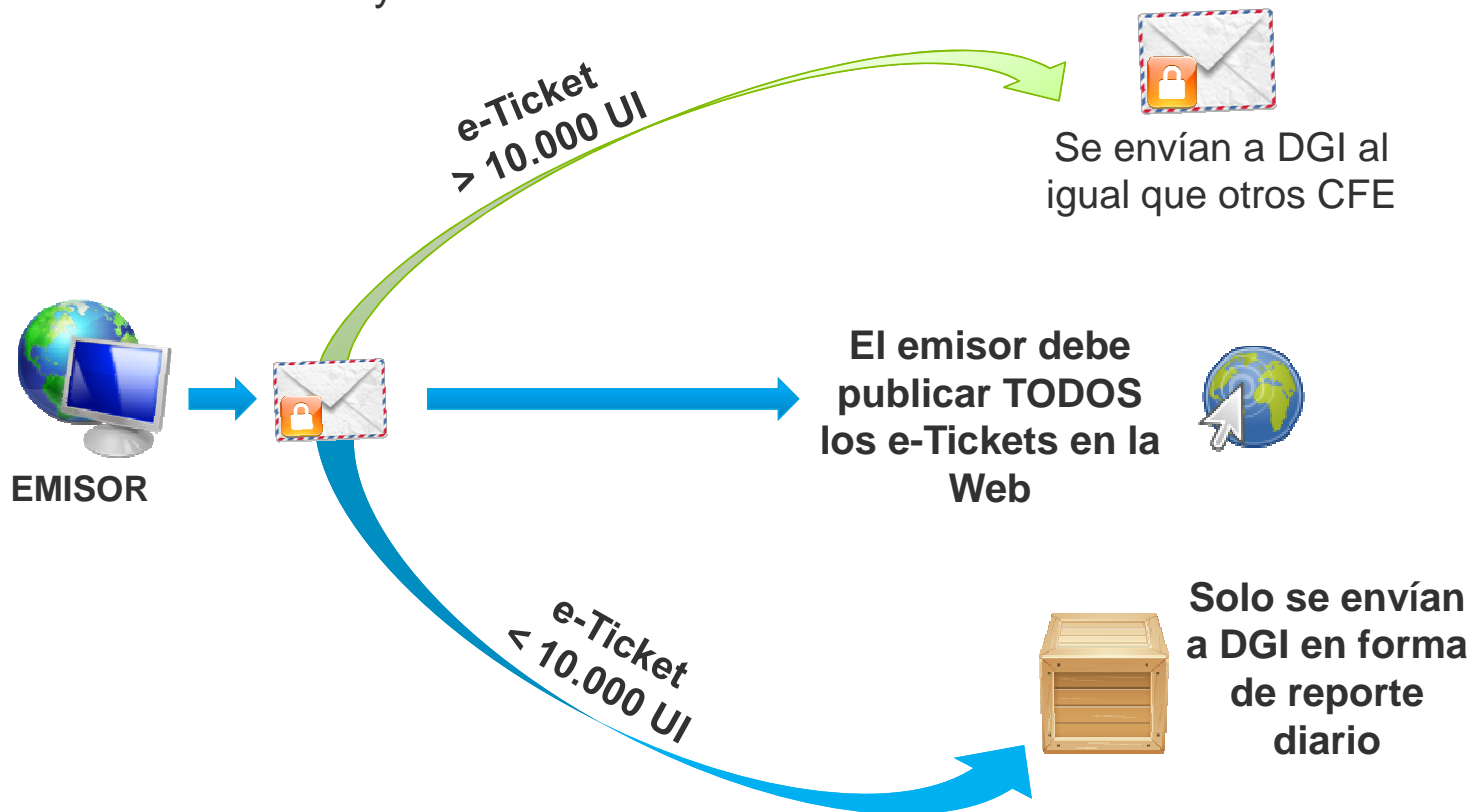 y
e-Ticket
> 10.000 UI
Se envían a DGI al
igual que otros CFE
El emisor debe
publicar TODOS
los e-Tickets en la
Web
EMISOR
e-Ticket
< 10.000 UI
Solo se envían
a DGI en forma
de reporte
diario